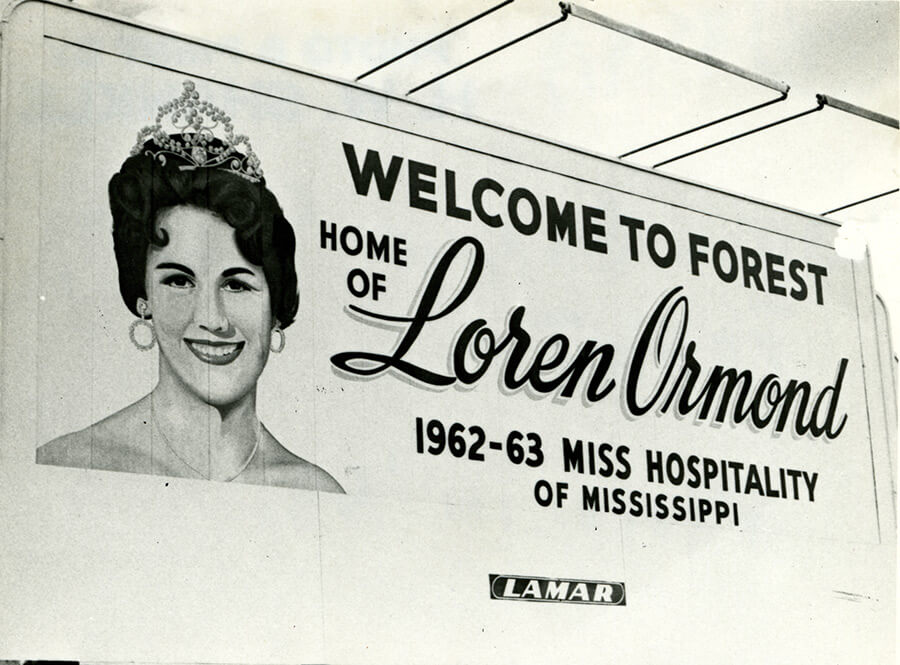 WELCOME TO FOREST
HOME
OF
Loren Ormond
1962-63 MISS HOSPITALITY
OF MISSISSIPPI
LAMAR